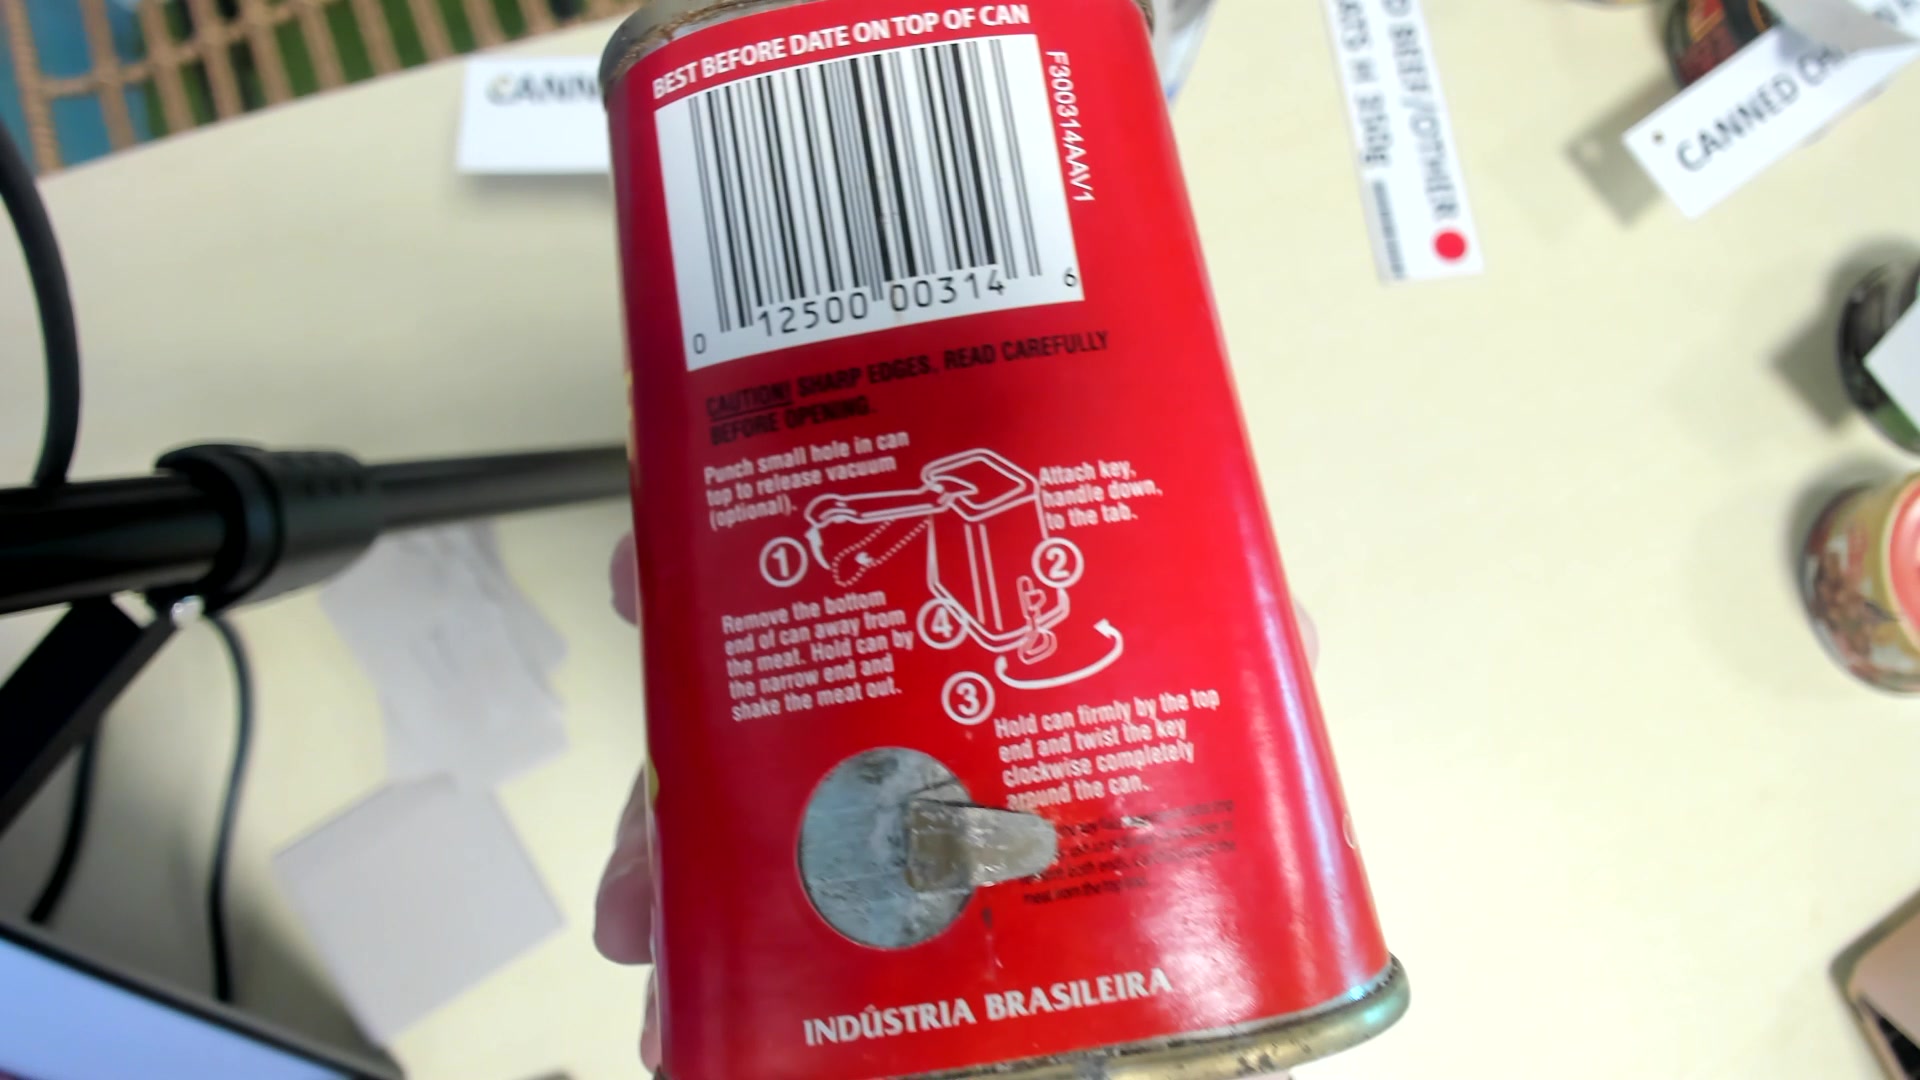 BEST BEFORE DATE ON TOP OF CAN
F300314AAV1
0 12500 00314 6
CAUTION! SHARP EDGES. READ CAREFULLY
BEFORE OPENING.
Punch small hole in can
top to release vacuum
(optional).
1
Attach key,
handle down,
to the tab.
2
Remove the bottom
end of can away from
the meat. Hold can by
the narrow end and
shake the meat out.
4
3
Hold can firmly by the top
end and twist the key
clockwise completely
around the can.
INDÚSTRIA BRASILEIRA
CANN
D BEEF/OTHER
ATS H 350g
CANNED CH